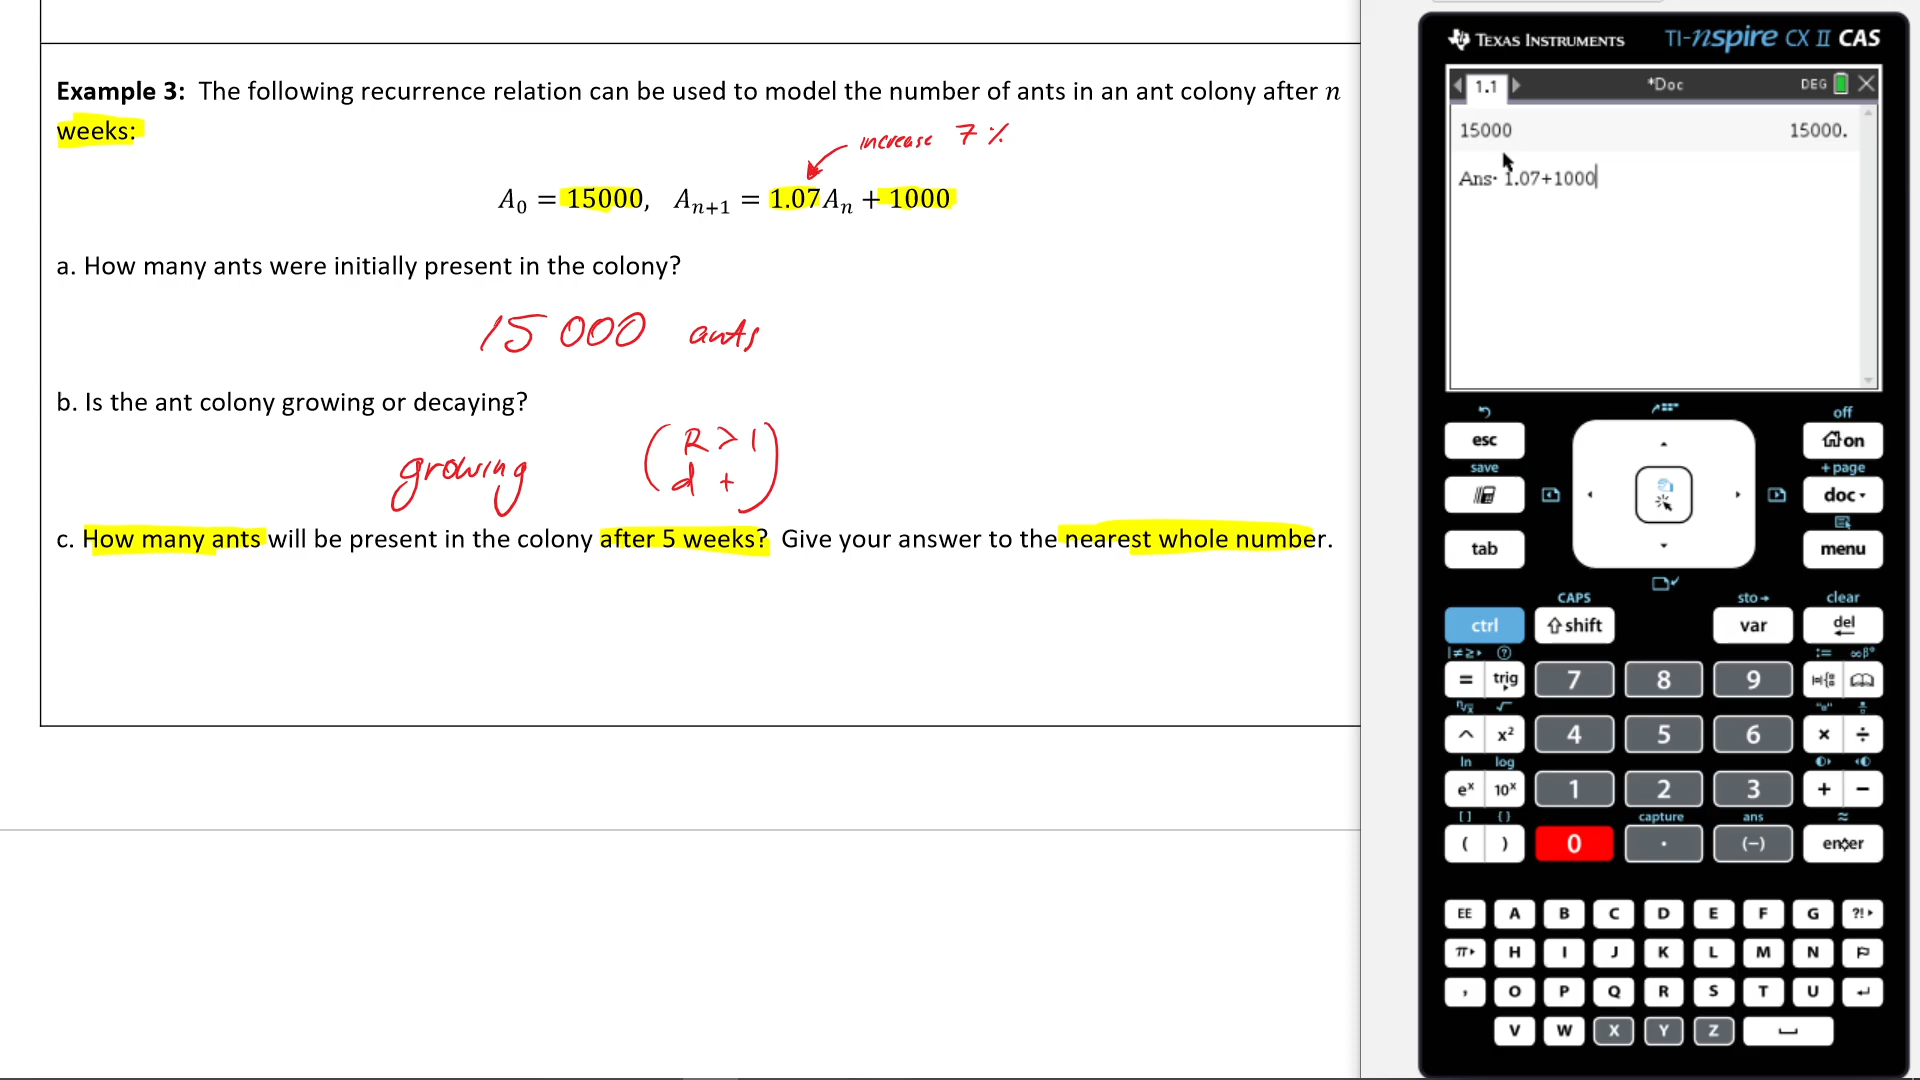 Example 3: The following recurrence relation can be used to model the number of ants in an ant colony after n
weeks:
increase 7 %
A₀ = 15000, Aₙ₊₁ = 1.07Aₙ + 1000
a. How many ants were initially present in the colony?
15 000 ants
b. Is the ant colony growing or decaying?
growing ( R > 1
d + )
c. How many ants will be present in the colony after 5 weeks? Give your answer to the nearest whole number.
TEXAS INSTRUMENTS TI-nspire CX II CAS
1.1 *Doc DEG
15000 15000.
Ans· 1.07+1000
off
esc on
save +page
doc
tab menu
CAPS sto→ clear
ctrl shift var del
|≠≥▸ ? := ∞β°
= trig 7 8 9
ⁿ√x √ "□"
^ x² 4 5 6 × ÷
ln log
eˣ 10ˣ 1 2 3 + −
[ ] { } capture ans ≈
( ) 0 . (−) enter
EE A B C D E F G ?!▸
π▸ H I J K L M N
, O P Q R S T U
V W X Y Z